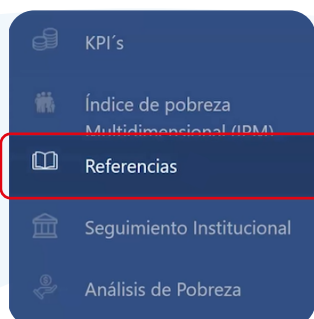 KPI´s
Índice de pobreza
Multidimensional (IPM)
Referencias
Seguimiento Institucional
Análisis de Pobreza